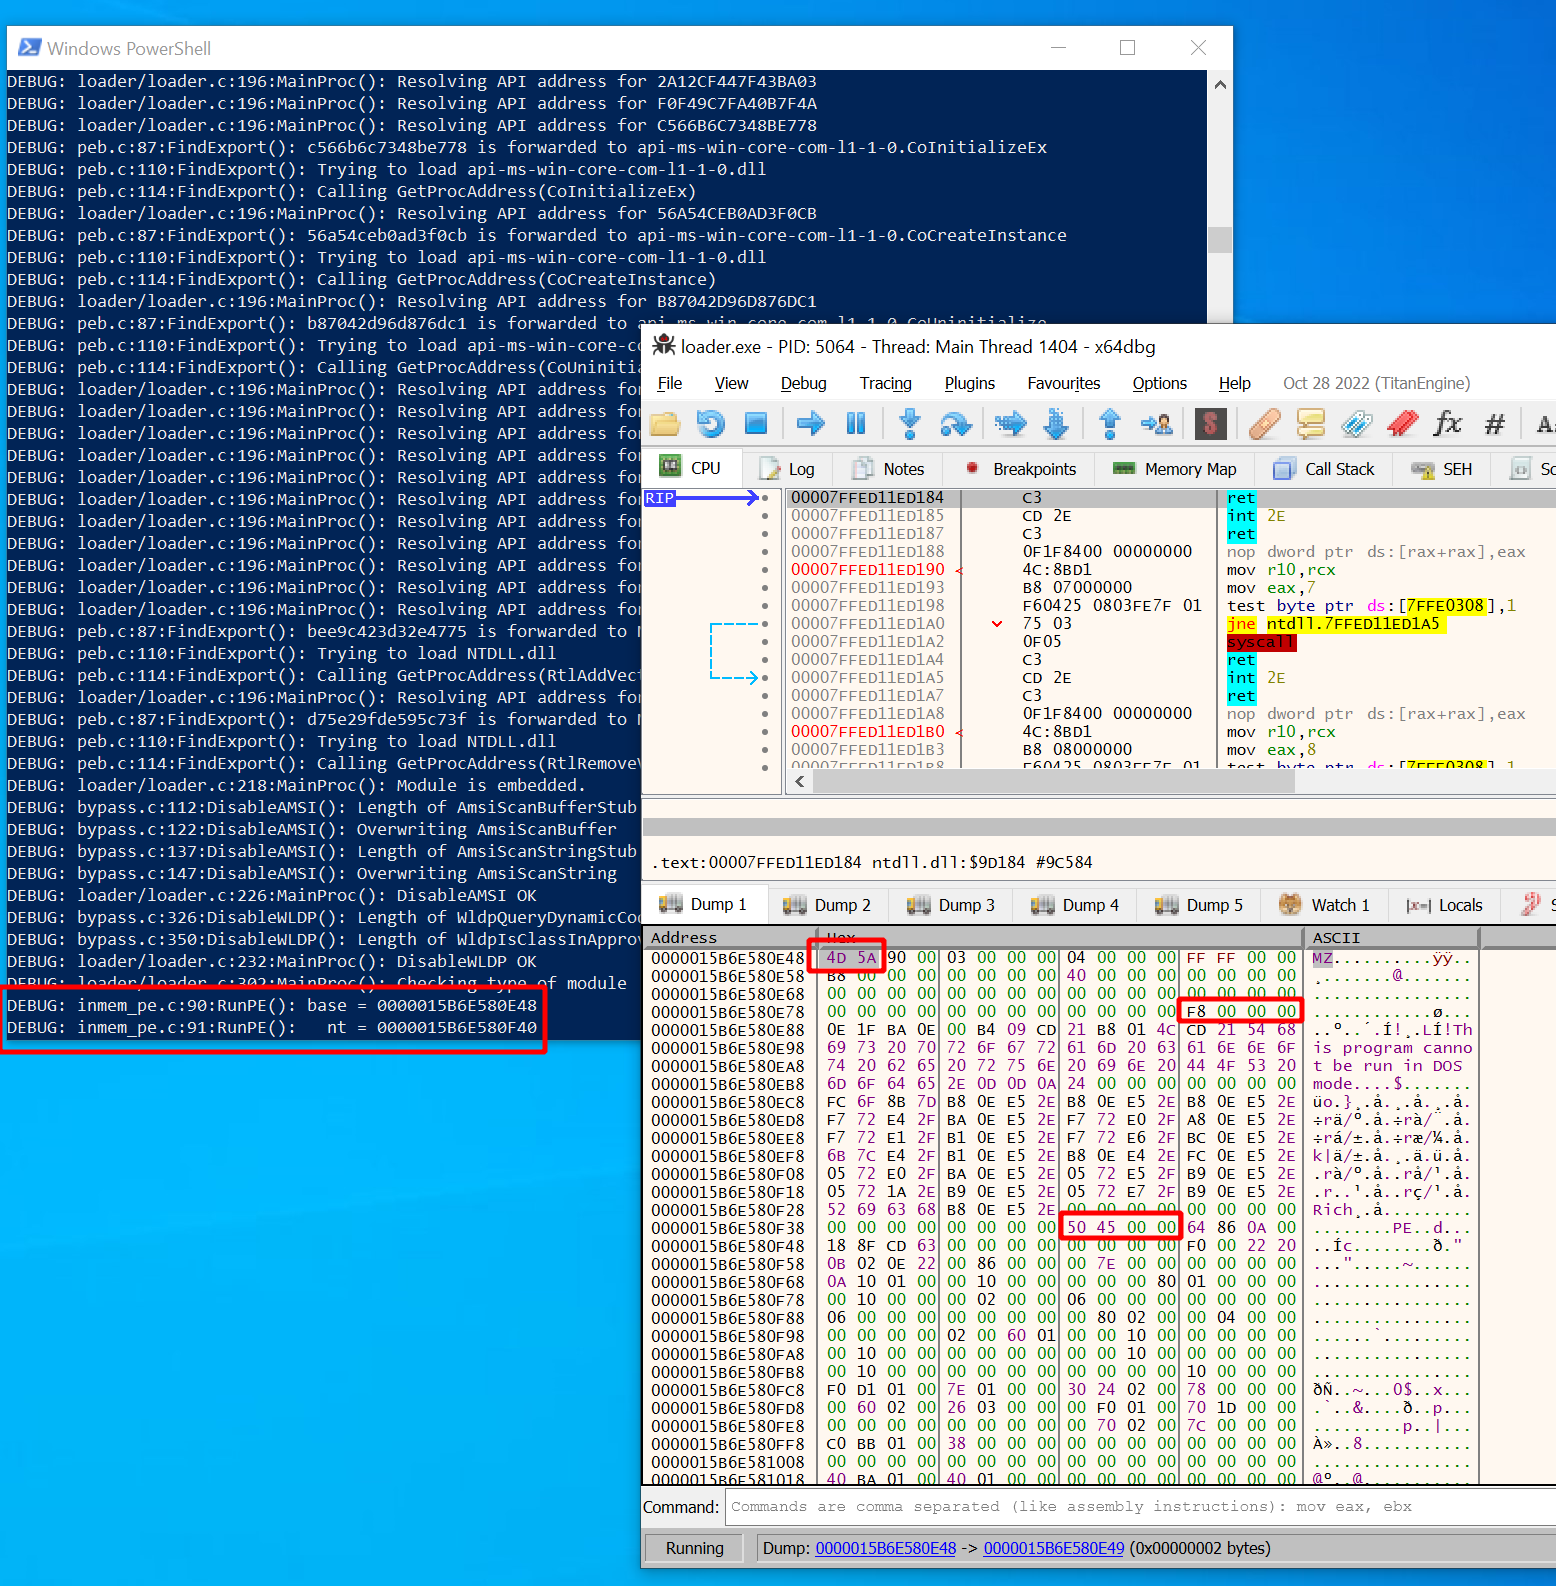 Windows PowerShell
DEBUG: loader/loader.c:196:MainProc(): Resolving API address for 2A12CF447F43BA03
DEBUG: loader/loader.c:196:MainProc(): Resolving API address for F0F49C7FA40B7F4A
DEBUG: loader/loader.c:196:MainProc(): Resolving API address for C566B6C7348BE778
DEBUG: peb.c:87:FindExport(): c566b6c7348be778 is forwarded to api-ms-win-core-com-l1-1-0.CoInitializeEx
DEBUG: peb.c:110:FindExport(): Trying to load api-ms-win-core-com-l1-1-0.dll
DEBUG: peb.c:114:FindExport(): Calling GetProcAddress(CoInitializeEx)
DEBUG: loader/loader.c:196:MainProc(): Resolving API address for 56A54CEB0AD3F0CB
DEBUG: peb.c:87:FindExport(): 56a54ceb0ad3f0cb is forwarded to api-ms-win-core-com-l1-1-0.CoCreateInstance
DEBUG: peb.c:110:FindExport(): Trying to load api-ms-win-core-com-l1-1-0.dll
DEBUG: peb.c:114:FindExport(): Calling GetProcAddress(CoCreateInstance)
DEBUG: loader/loader.c:196:MainProc(): Resolving API address for B87042D96D876DC1
DEBUG: peb.c:87:FindExport(): b87042d96d876dc1 is forwarded to api-ms-win-core-com-l1-1-0.CoUninitialize
DEBUG: peb.c:110:FindExport(): Trying to load api-ms-win-core-co
DEBUG: peb.c:114:FindExport(): Calling GetProcAddress(CoUninitia
DEBUG: loader/loader.c:196:MainProc(): Resolving API address for
DEBUG: loader/loader.c:196:MainProc(): Resolving API address for
DEBUG: loader/loader.c:196:MainProc(): Resolving API address for
DEBUG: loader/loader.c:196:MainProc(): Resolving API address for
DEBUG: loader/loader.c:196:MainProc(): Resolving API address for
DEBUG: loader/loader.c:196:MainProc(): Resolving API address for
DEBUG: loader/loader.c:196:MainProc(): Resolving API address for
DEBUG: loader/loader.c:196:MainProc(): Resolving API address for
DEBUG: loader/loader.c:196:MainProc(): Resolving API address for
DEBUG: loader/loader.c:196:MainProc(): Resolving API address for
DEBUG: loader/loader.c:196:MainProc(): Resolving API address for
DEBUG: peb.c:87:FindExport(): bee9c423d32e4775 is forwarded to
DEBUG: peb.c:110:FindExport(): Trying to load NTDLL.dll
DEBUG: peb.c:114:FindExport(): Calling GetProcAddress(RtlAddVect
DEBUG: loader/loader.c:196:MainProc(): Resolving API address for
DEBUG: peb.c:87:FindExport(): d75e29fde595c73f is forwarded to
DEBUG: peb.c:110:FindExport(): Trying to load NTDLL.dll
DEBUG: peb.c:114:FindExport(): Calling GetProcAddress(RtlRemoveV
DEBUG: loader/loader.c:218:MainProc(): Module is embedded.
DEBUG: bypass.c:112:DisableAMSI(): Length of AmsiScanBufferStub
DEBUG: bypass.c:122:DisableAMSI(): Overwriting AmsiScanBuffer
DEBUG: bypass.c:137:DisableAMSI(): Length of AmsiScanStringStub
DEBUG: bypass.c:147:DisableAMSI(): Overwriting AmsiScanString
DEBUG: loader/loader.c:226:MainProc(): DisableAMSI OK
DEBUG: bypass.c:326:DisableWLDP(): Length of WldpQueryDynamicCod
DEBUG: bypass.c:350:DisableWLDP(): Length of WldpIsClassInApprov
DEBUG: loader/loader.c:232:MainProc(): DisableWLDP OK
DEBUG: loader/loader.c:302:MainProc(): Checking type of module
DEBUG: inmem_pe.c:90:RunPE(): base = 0000015B6E580E48
DEBUG: inmem_pe.c:91:RunPE():   nt = 0000015B6E580F40
loader.exe - PID: 5064 - Thread: Main Thread 1404 - x64dbg
File View Debug Tracing Plugins Favourites Options Help Oct 28 2022 (TitanEngine)
CPU Log Notes Breakpoints Memory Map Call Stack SEH Sc
RIP 00007FFED11ED184 C3 ret
00007FFED11ED185 CD 2E int 2E
00007FFED11ED187 C3 ret
00007FFED11ED188 0F1F8400 00000000 nop dword ptr ds:[rax+rax],eax
00007FFED11ED190 4C:8BD1 mov r10,rcx
00007FFED11ED193 B8 07000000 mov eax,7
00007FFED11ED198 F60425 0803FE7F 01 test byte ptr ds:[7FFE0308],1
00007FFED11ED1A0 75 03 jne ntdll.7FFED11ED1A5
00007FFED11ED1A2 0F05 syscall
00007FFED11ED1A4 C3 ret
00007FFED11ED1A5 CD 2E int 2E
00007FFED11ED1A7 C3 ret
00007FFED11ED1A8 0F1F8400 00000000 nop dword ptr ds:[rax+rax],eax
00007FFED11ED1B0 4C:8BD1 mov r10,rcx
00007FFED11ED1B3 B8 08000000 mov eax,8
00007FFED11ED1B8 F60425 0803FE7F 01 test byte ptr ds:[7FFE0308],1
.text:00007FFED11ED184 ntdll.dll:$9D184 #9C584
Dump 1 Dump 2 Dump 3 Dump 4 Dump 5 Watch 1 Locals S
Address Hex ASCII
0000015B6E580E48 4D 5A 90 00 03 00 00 00 04 00 00 00 FF FF 00 00 MZ..........ÿÿ..
0000015B6E580E58 B8 00 00 00 00 00 00 00 40 00 00 00 00 00 00 00 ¸.......@.......
0000015B6E580E68 00 00 00 00 00 00 00 00 00 00 00 00 00 00 00 00 ................
0000015B6E580E78 00 00 00 00 00 00 00 00 00 00 00 00 F8 00 00 00 ............ø...
0000015B6E580E88 0E 1F BA 0E 00 B4 09 CD 21 B8 01 4C CD 21 54 68 ..º..´.Í!¸.LÍ!Th
0000015B6E580E98 69 73 20 70 72 6F 67 72 61 6D 20 63 61 6E 6E 6F is program canno
0000015B6E580EA8 74 20 62 65 20 72 75 6E 20 69 6E 20 44 4F 53 20 t be run in DOS
0000015B6E580EB8 6D 6F 64 65 2E 0D 0D 0A 24 00 00 00 00 00 00 00 mode....$.......
0000015B6E580EC8 FC 6F 8B 7D B8 0E E5 2E B8 0E E5 2E B8 0E E5 2E üo.}¸.å.¸.å.¸.å.
0000015B6E580ED8 F7 72 E4 2F BA 0E E5 2E F7 72 E0 2F A8 0E E5 2E ÷rä/º.å.÷rà/¨.å.
0000015B6E580EE8 F7 72 E1 2F B1 0E E5 2E F7 72 E6 2F BC 0E E5 2E ÷rá/±.å.÷ræ/¼.å.
0000015B6E580EF8 6B 7C E4 2F B1 0E E5 2E B8 0E E4 2E FC 0E E5 2E k|ä/±.å.¸.ä.ü.å.
0000015B6E580F08 05 72 E0 2F BA 0E E5 2E 05 72 E5 2F B9 0E E5 2E .rà/º.å..rå/¹.å.
0000015B6E580F18 05 72 1A 2E B9 0E E5 2E 05 72 E7 2F B9 0E E5 2E .r..¹.å..rç/¹.å.
0000015B6E580F28 52 69 63 68 B8 0E E5 2E 00 00 00 00 00 00 00 00 Rich¸.å.........
0000015B6E580F38 00 00 00 00 00 00 00 00 50 45 00 00 64 86 0A 00 ........PE..d...
0000015B6E580F48 18 8F CD 63 00 00 00 00 00 00 00 00 F0 00 22 20 ..Íc........ð."
0000015B6E580F58 0B 02 0E 22 00 86 00 00 00 7E 00 00 00 00 00 00 ...".....~......
0000015B6E580F68 0A 10 01 00 00 10 00 00 00 00 00 80 01 00 00 00 ................
0000015B6E580F78 00 10 00 00 00 02 00 00 06 00 00 00 00 00 00 00 ................
0000015B6E580F88 06 00 00 00 00 00 00 00 00 80 02 00 00 04 00 00 ................
0000015B6E580F98 00 00 00 00 02 00 60 01 00 00 10 00 00 00 00 00 ......`.........
0000015B6E580FA8 00 10 00 00 00 00 00 00 00 00 10 00 00 00 00 00 ................
0000015B6E580FB8 00 10 00 00 00 00 00 00 00 00 00 00 10 00 00 00 ................
0000015B6E580FC8 F0 D1 01 00 7E 01 00 00 30 24 02 00 78 00 00 00 ðÑ..~...0$..x...
0000015B6E580FD8 00 60 02 00 26 03 00 00 00 F0 01 00 70 1D 00 00 .`..&....ð..p...
0000015B6E580FE8 00 00 00 00 00 00 00 00 00 70 02 00 7C 00 00 00 .........p..|...
0000015B6E580FF8 C0 BB 01 00 38 00 00 00 00 00 00 00 00 00 00 00 À»..8...........
0000015B6E581008 00 00 00 00 00 00 00 00 00 00 00 00 00 00 00 00 ................
0000015B6E581018 40 BA 01 00 40 01 00 00 00 00 00 00 00 00 00 00 @º..@...........
Command: Commands are comma separated (like assembly instructions): mov eax, ebx
Running Dump: 0000015B6E580E48 -> 0000015B6E580E49 (0x00000002 bytes)